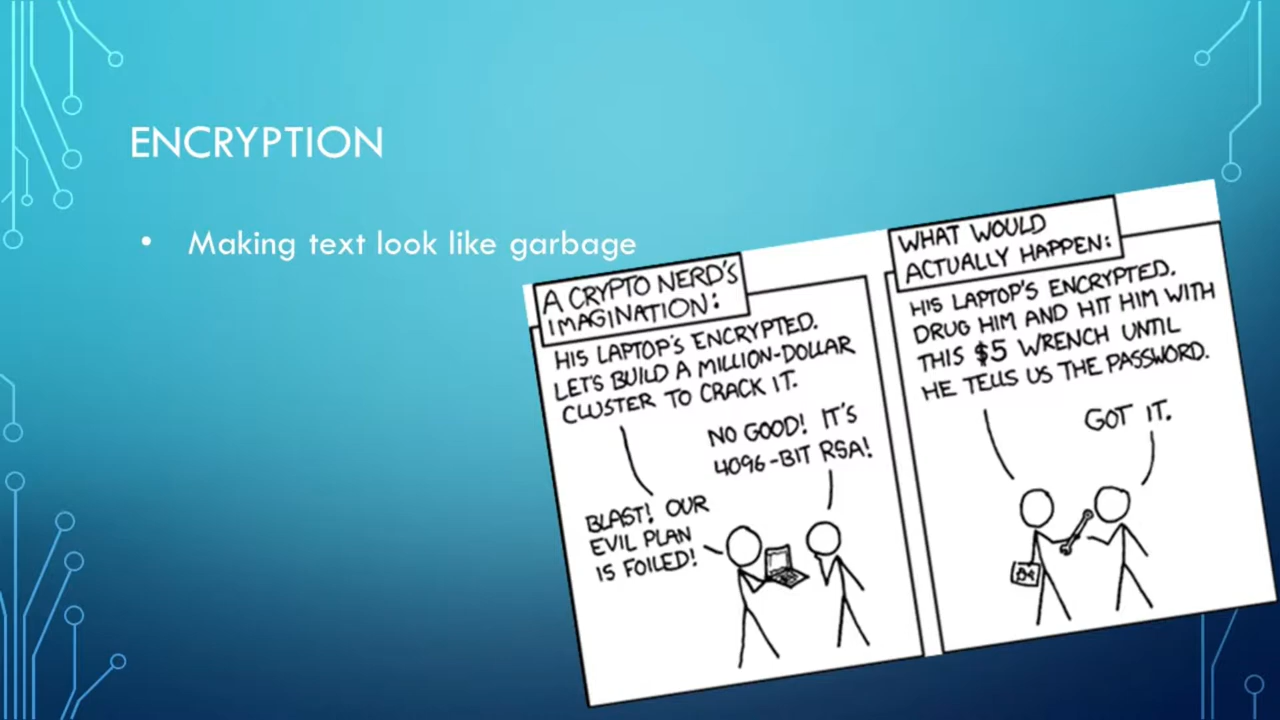 ENCRYPTION
• Making text look like garbage
A CRYPTO NERD'S
IMAGINATION:
HIS LAPTOP'S ENCRYPTED.
LET'S BUILD A MILLION-DOLLAR
CLUSTER TO CRACK IT.
NO GOOD! IT'S
4096-BIT RSA!
BLAST! OUR
EVIL PLAN
IS FOILED!
WHAT WOULD
ACTUALLY HAPPEN:
HIS LAPTOP'S ENCRYPTED.
DRUG HIM AND HIT HIM WITH
THIS $5 WRENCH UNTIL
HE TELLS US THE PASSWORD.
GOT IT.